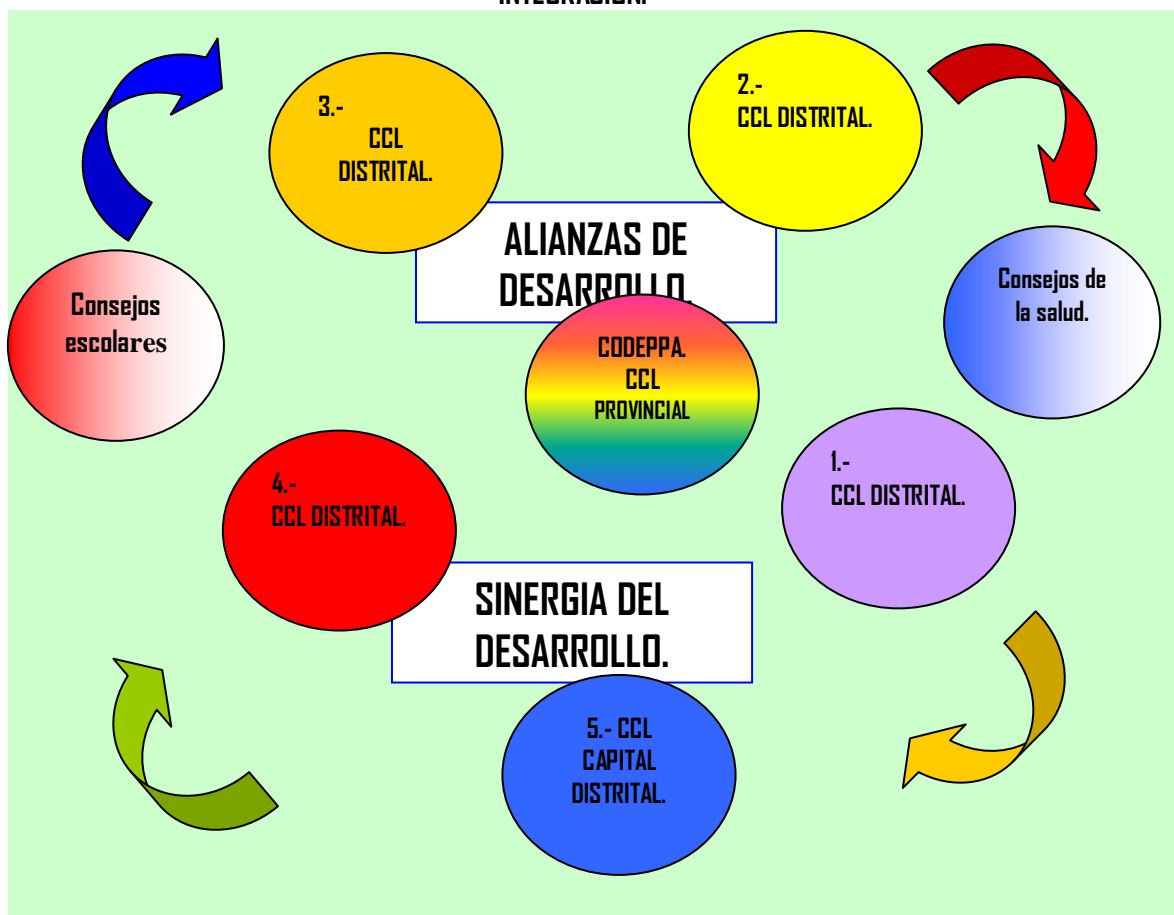 INTEGRACION.
3.-
CCL
DISTRITAL.
2.-
CCL DISTRITAL.
ALIANZAS DE
DESARROLLO.
Consejos
escolares
Consejos de
la salud.
CODEPPA.
CCL
PROVINCIAL
4.-
CCL DISTRITAL.
1.-
CCL DISTRITAL.
SINERGIA DEL
DESARROLLO.
5.- CCL
CAPITAL
DISTRITAL.